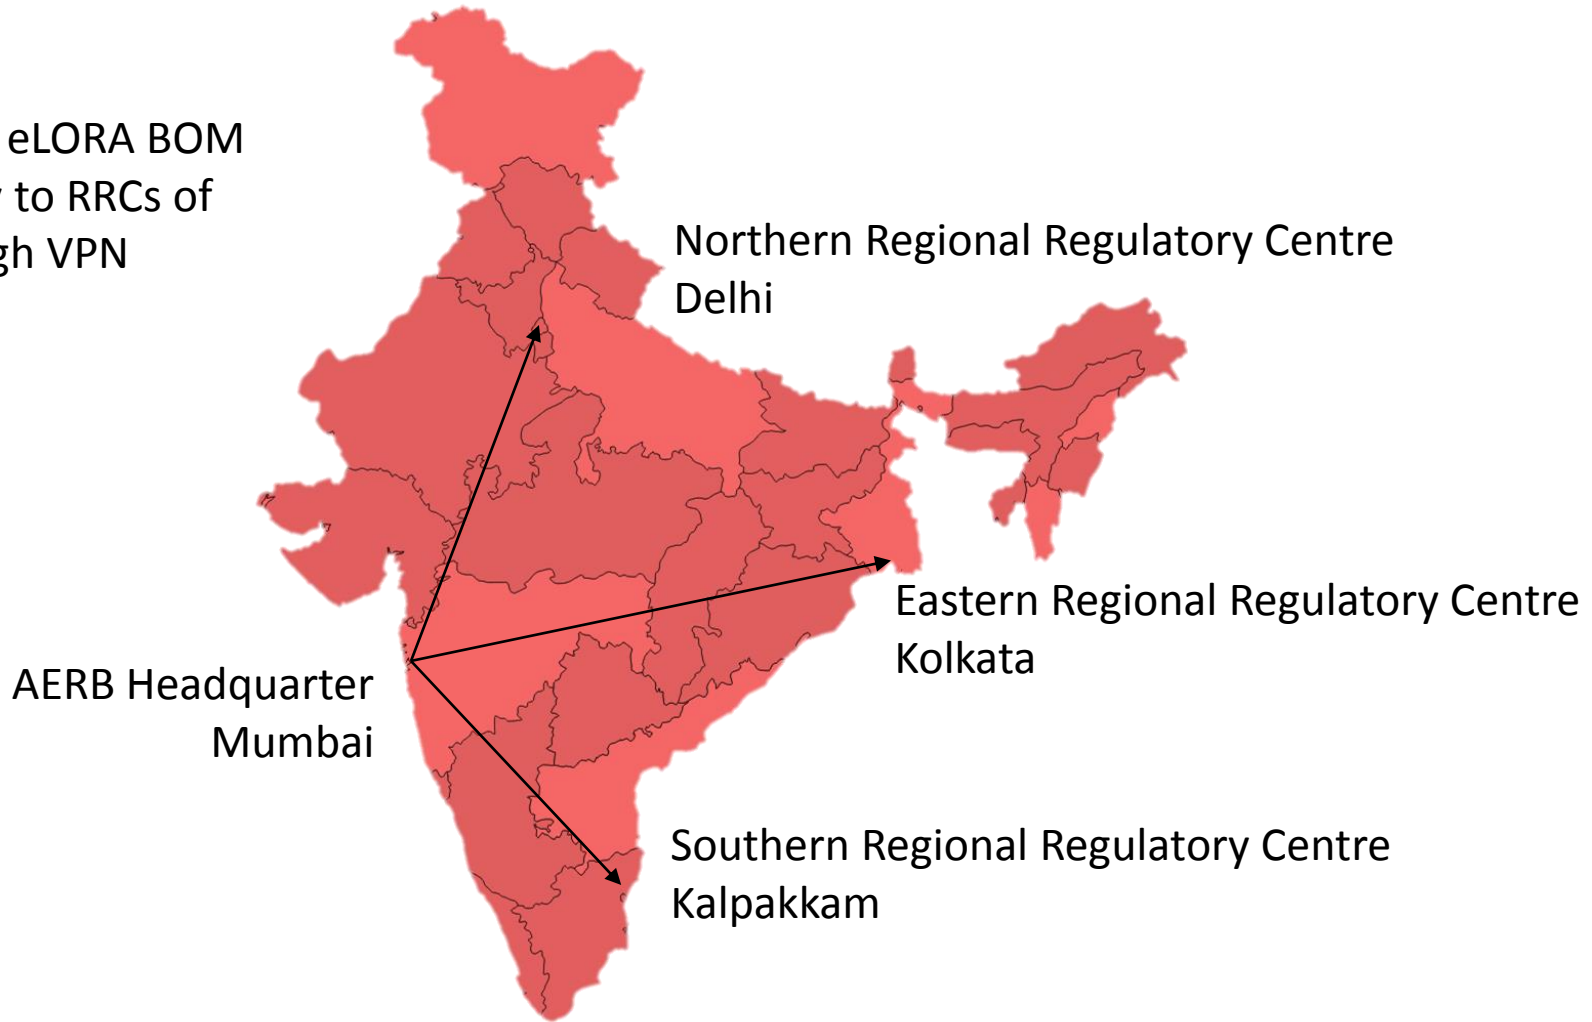 eLORA BOM
to RRCs of
VPN
Northern Regional Regulatory Centre
Delhi
Eastern Regional Regulatory Centre
Kolkata
AERB Headquarter
Mumbai
Southern Regional Regulatory Centre
Kalpakkam